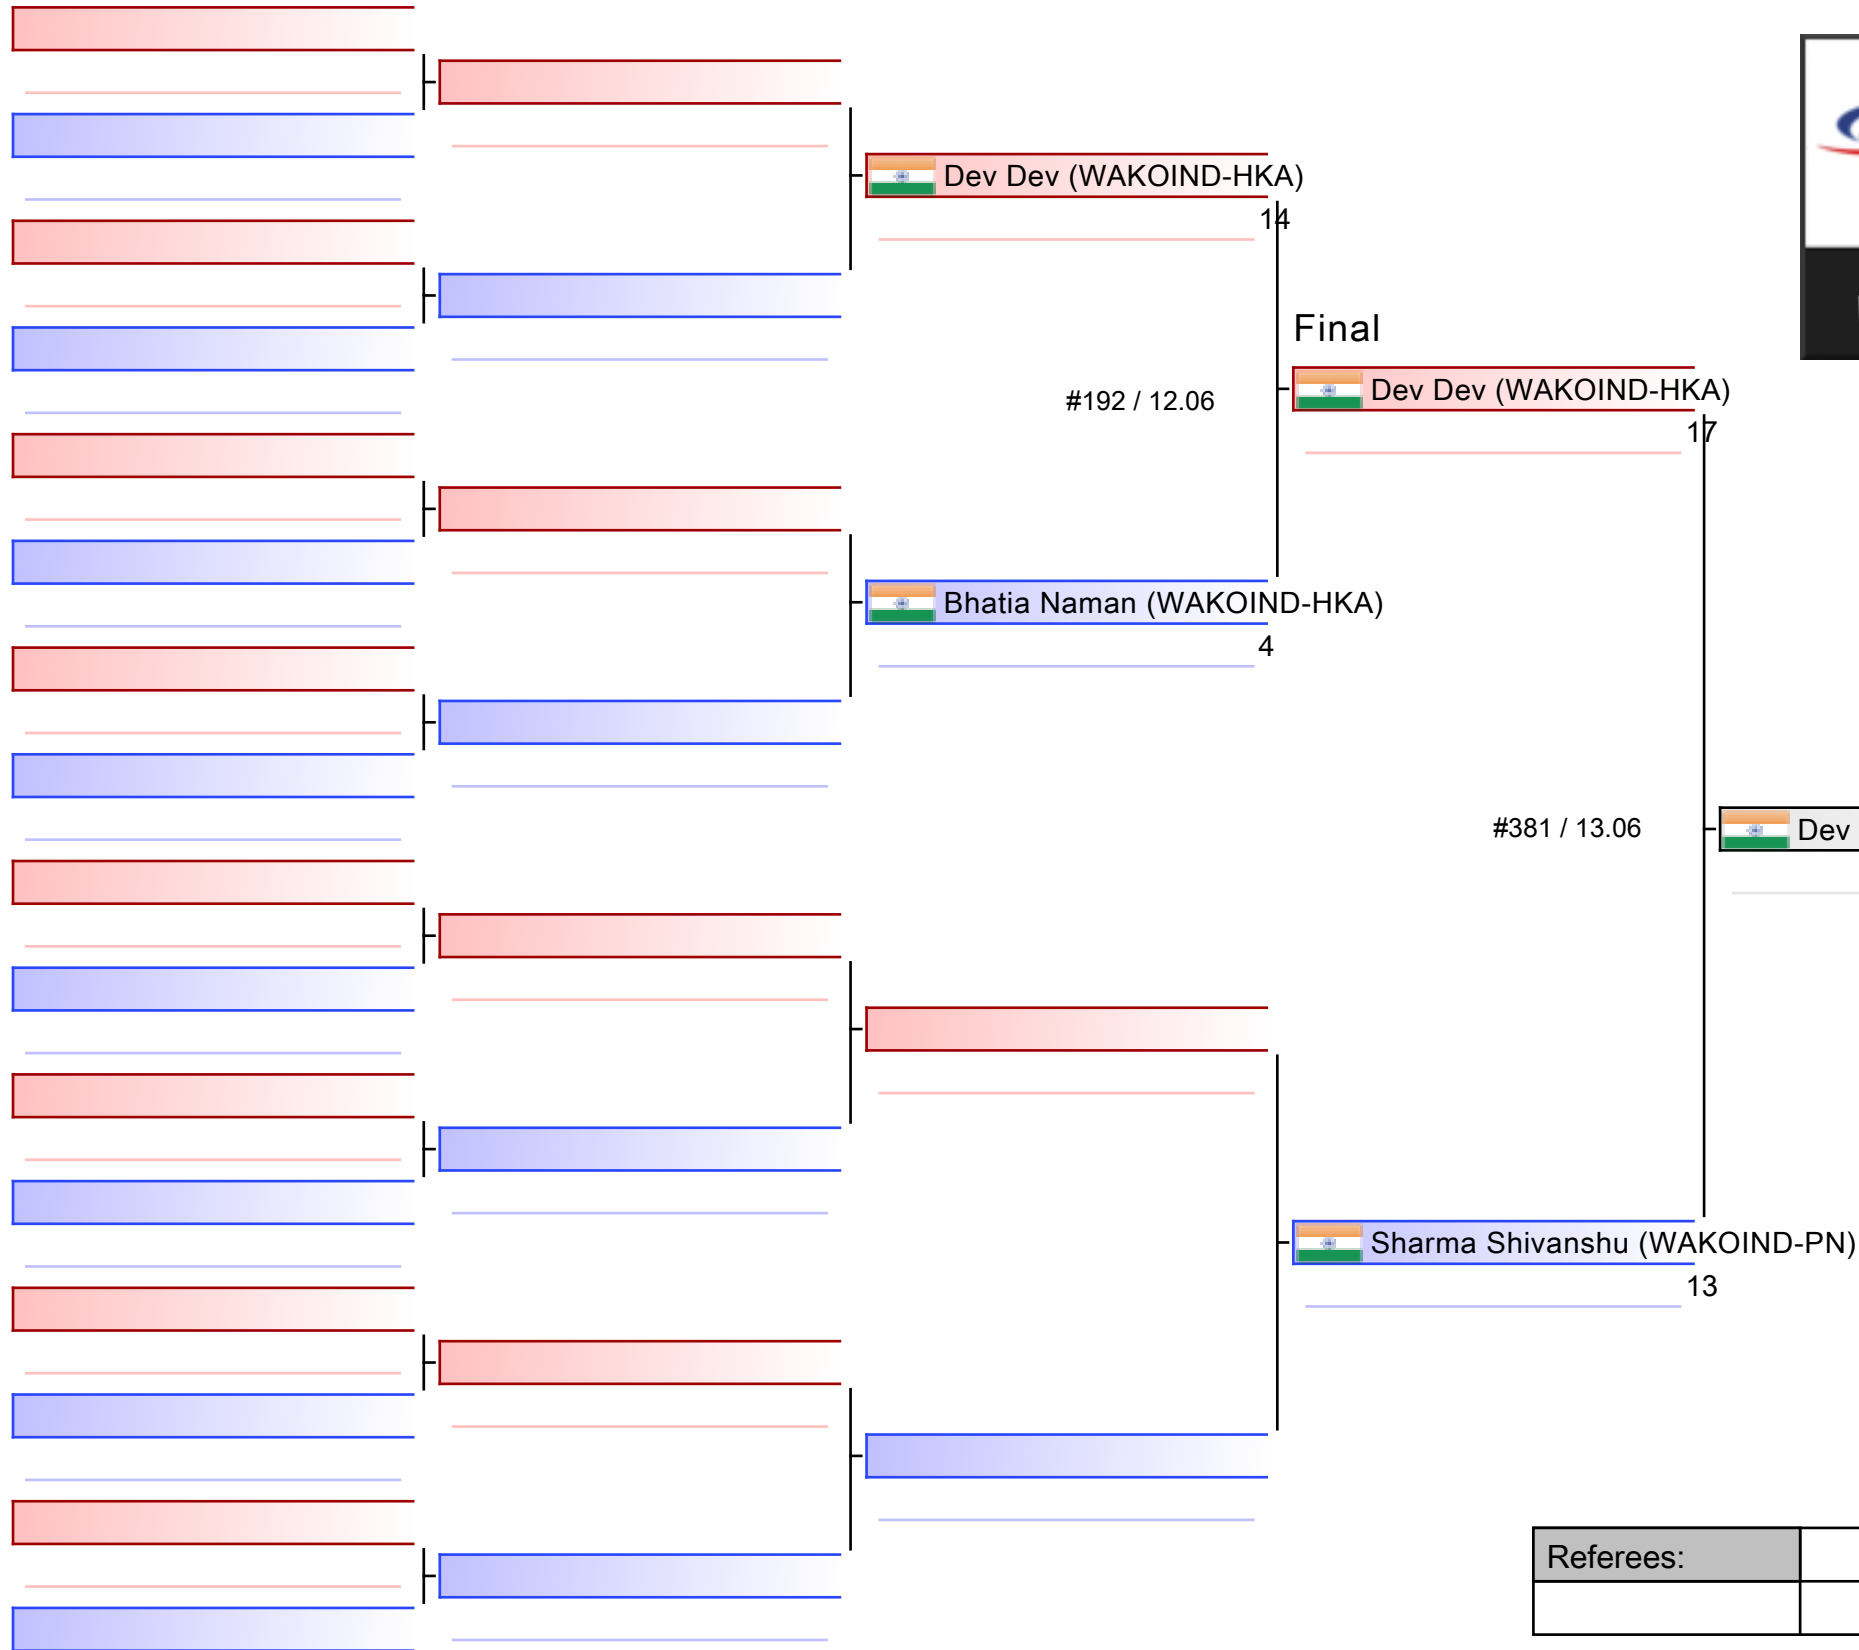 Dev Dev (WAKOIND-HKA)
14
Final
#192 / 12.06
Dev Dev (WAKOIND-HKA)
17
Bhatia Naman (WAKOIND-HKA)
4
#381 / 13.06
Dev
Sharma Shivanshu (WAKOIND-PN)
13
Referees: